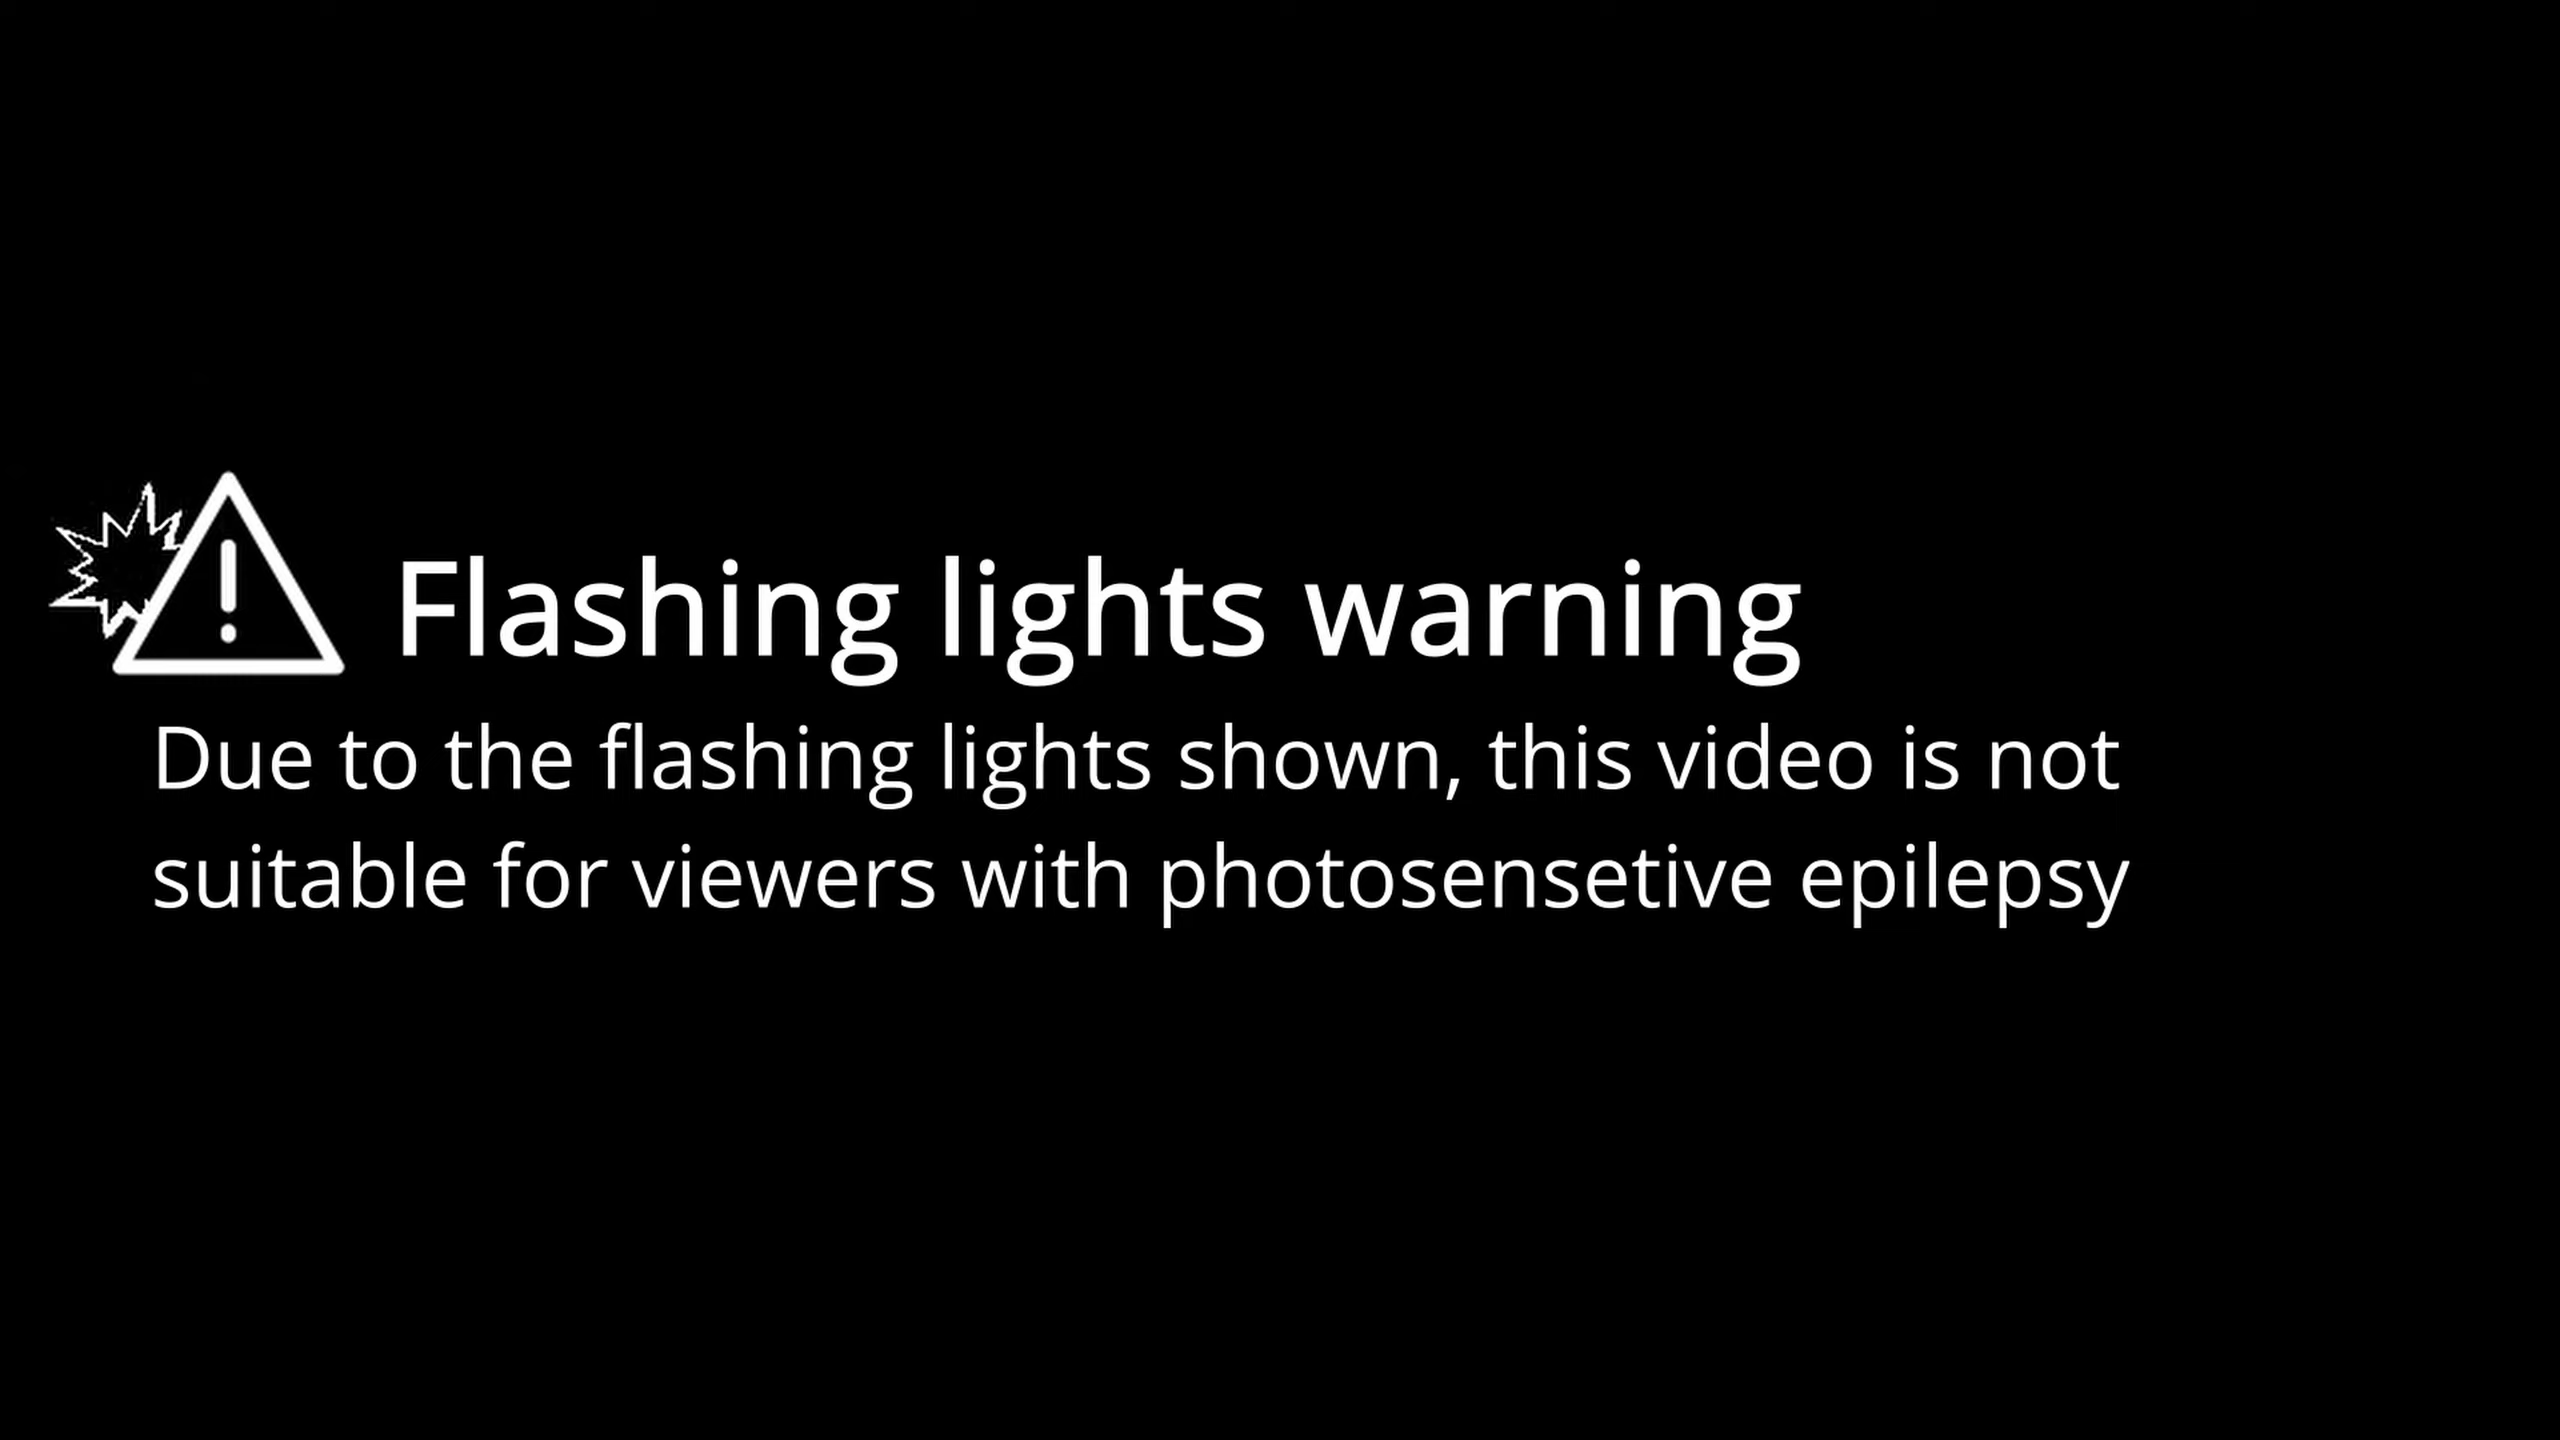 Flashing lights warning
Due to the flashing lights shown, this video is not
suitable for viewers with photosensetive epilepsy